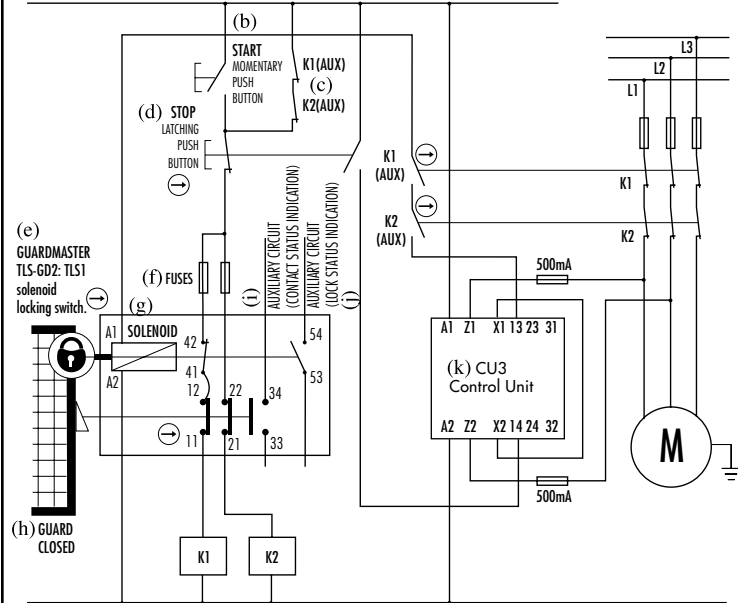 (b)
START
MOMENTARY
PUSH
BUTTON
K1(AUX)
(c)
K2(AUX)
(d) STOP
LATCHING
PUSH
BUTTON
K1
(AUX)
K2
(AUX)
L3
L2
L1
K1
K2
(e)
GUARDMASTER
TLS-GD2: TLS1
solenoid
locking switch.
(f) FUSES
(i)
AUXILIARY CIRCUIT
(CONTACT STATUS INDICATION)
AUXILIARY CIRCUIT
(LOCK STATUS INDICATION)
(j)
500mA
(g)
A1 SOLENOID
A2
42
41
12
11
22
21
34
33
54
53
A1 Z1 X1 13 23 31
(k) CU3
Control Unit
A2 Z2 X2 14 24 32
500mA
M
(h) GUARD
CLOSED
K1
K2